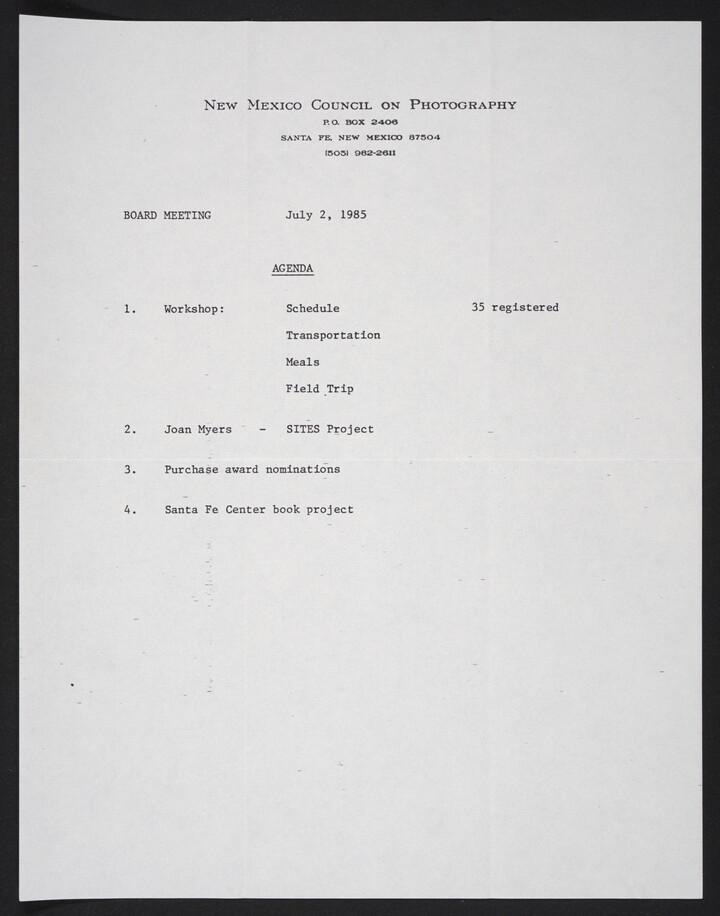 New Mexico Council on Photography
P.O. BOX 2406
SANTA FE, NEW MEXICO 87504
(505) 982-2611
BOARD MEETING July 2, 1985
AGENDA
1. Workshop: Schedule 35 registered
Transportation
Meals
Field Trip
2. Joan Myers - SITES Project
3. Purchase award nominations
4. Santa Fe Center book project